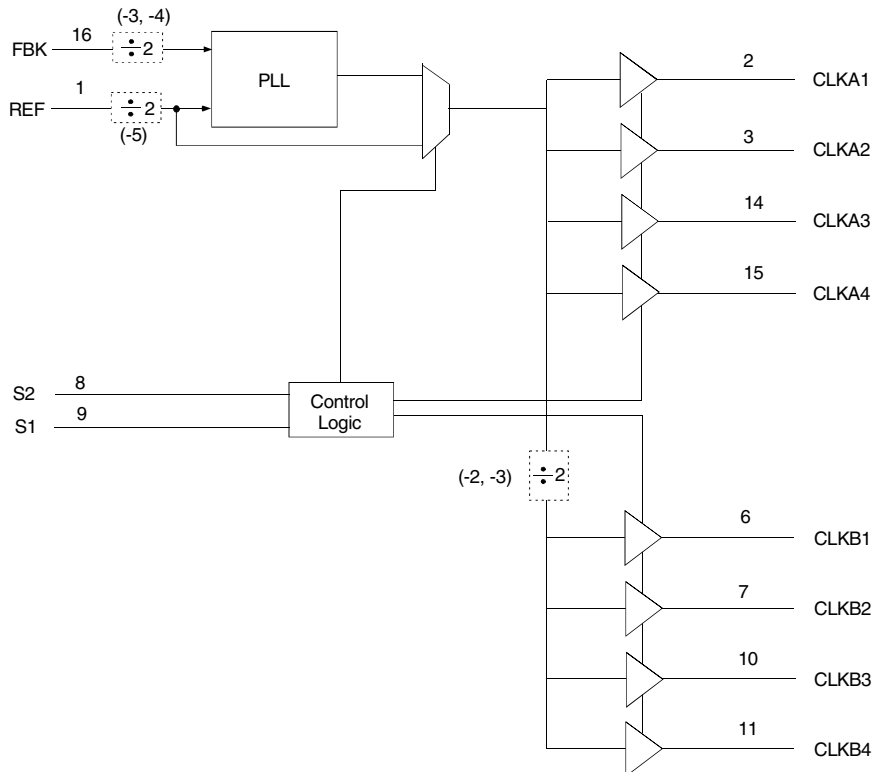 (-3, -4)
FBK 16 ÷2
PLL
REF 1 ÷2
(-5)
2 CLKA1
3 CLKA2
14 CLKA3
15 CLKA4
S2 8
S1 9
Control
Logic
(-2, -3) ÷2
6 CLKB1
7 CLKB2
10 CLKB3
11 CLKB4